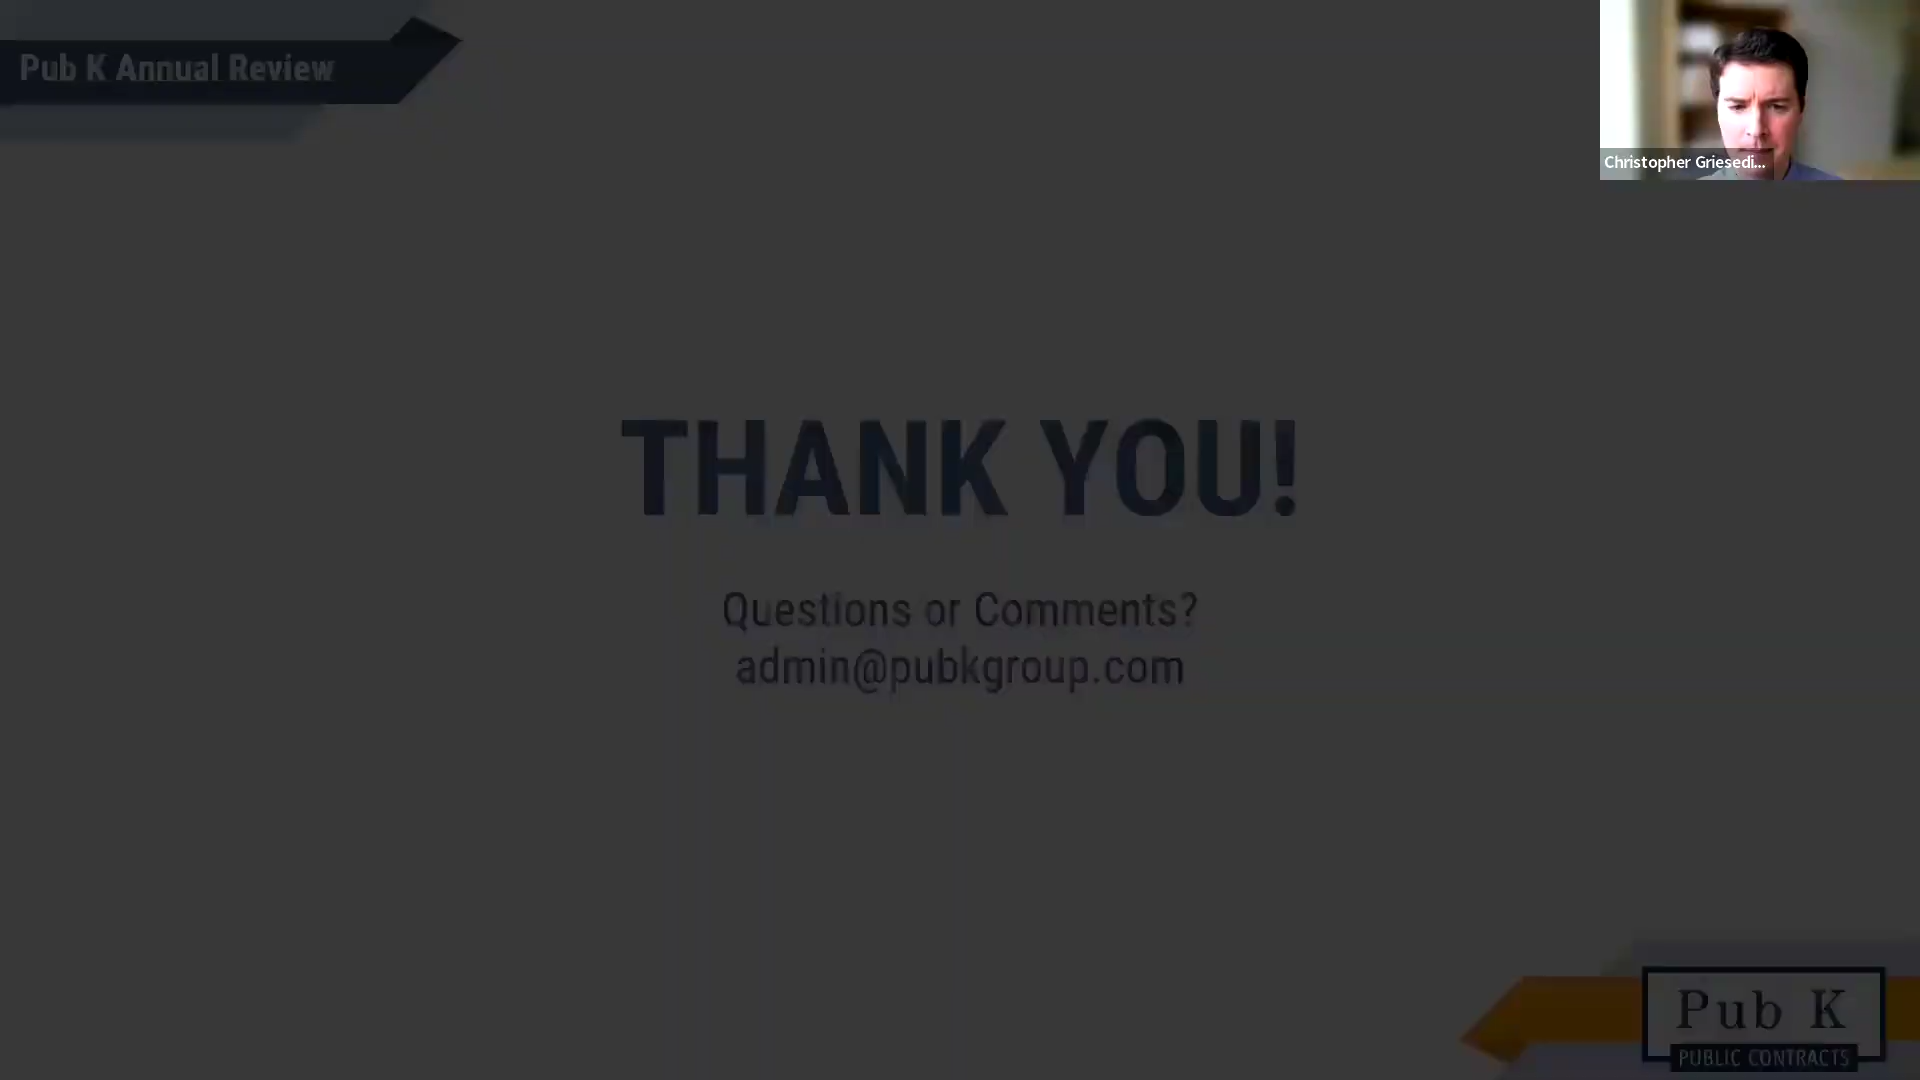 Pub K Annual Review
Christopher Griesedi...
THANK YOU!
Questions or Comments?
admin@pubkgroup.com
Pub K
PUBLIC CONTRACTS